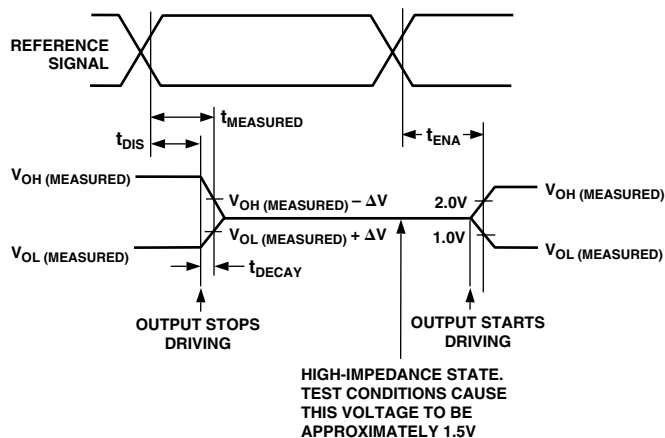 REFERENCE
SIGNAL
tMEASURED
tDIS
tENA
VOH (MEASURED)
VOH (MEASURED) – ΔV
2.0V
VOH (MEASURED)
VOL (MEASURED) + ΔV
1.0V
VOL (MEASURED)
VOL (MEASURED)
tDECAY
OUTPUT STOPS
DRIVING
OUTPUT STARTS
DRIVING
HIGH-IMPEDANCE STATE.
TEST CONDITIONS CAUSE
THIS VOLTAGE TO BE
APPROXIMATELY 1.5V